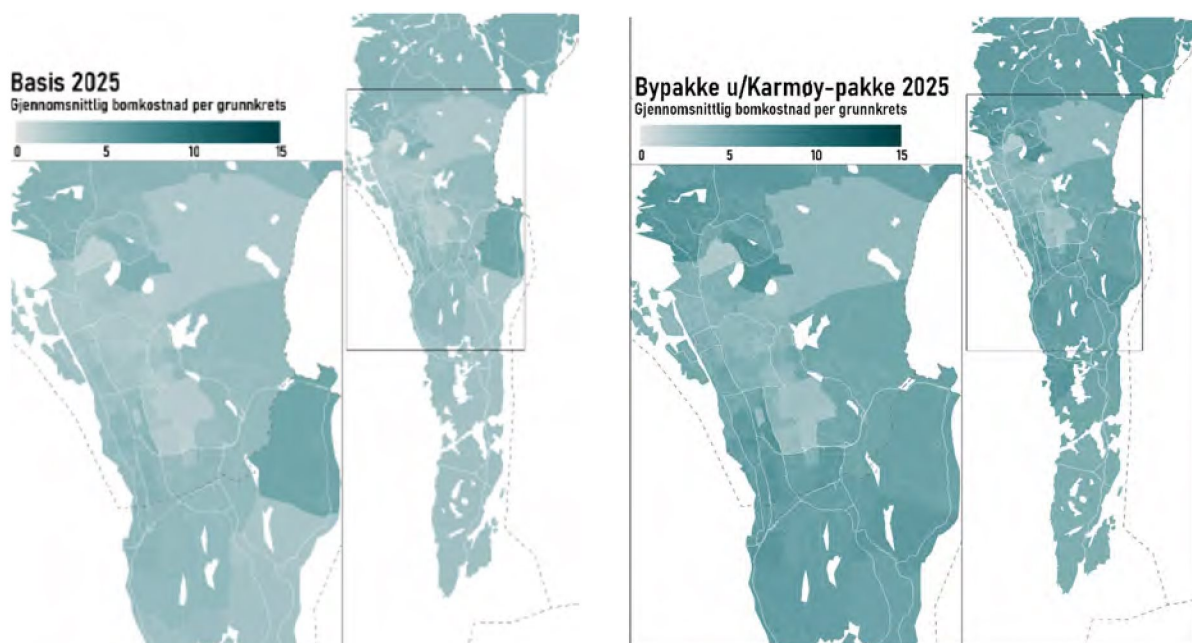 Basis 2025
Gjennomsnittlig bomkostnad per grunnkrets
0 5 10 15
Bypakke u/Karmøy-pakke 2025
Gjennomsnittlig bomkostnad per grunnkrets
0 5 10 15